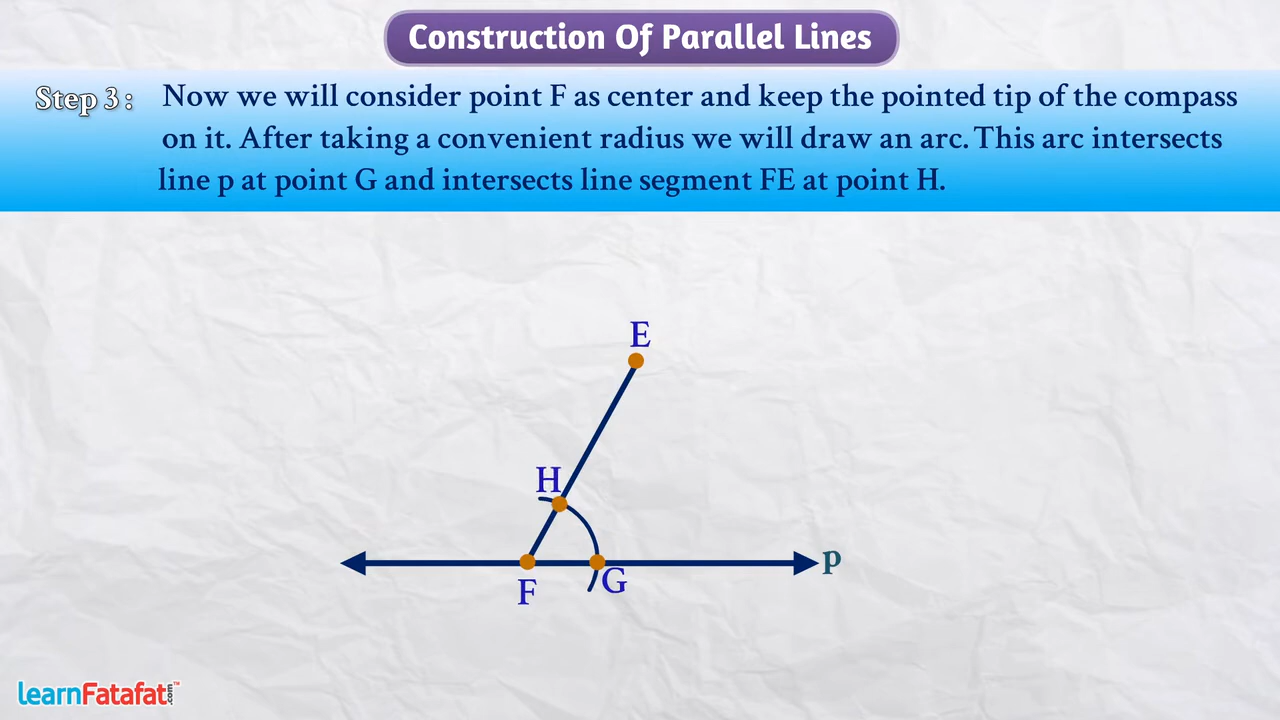 Construction Of Parallel Lines
Step 3 : Now we will consider point F as center and keep the pointed tip of the compass
on it. After taking a convenient radius we will draw an arc. This arc intersects
line p at point G and intersects line segment FE at point H.
E
H
p
F
G
learnFatafat.com™